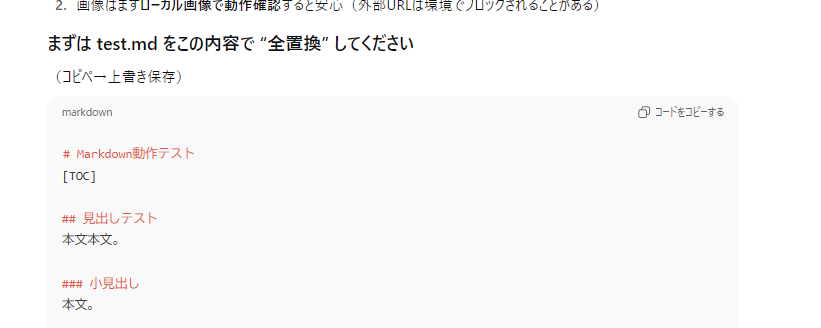 2. 画像はまずローカル画像で動作確認すると安心（外部URLは環境でブロックされることがある）
まずは test.md をこの内容で “全置換” してください
（コピペ→上書き保存）
markdown
コードをコピーする
# Markdown動作テスト
[TOC]
## 見出しテスト
本文本文。
### 小見出し
本文。